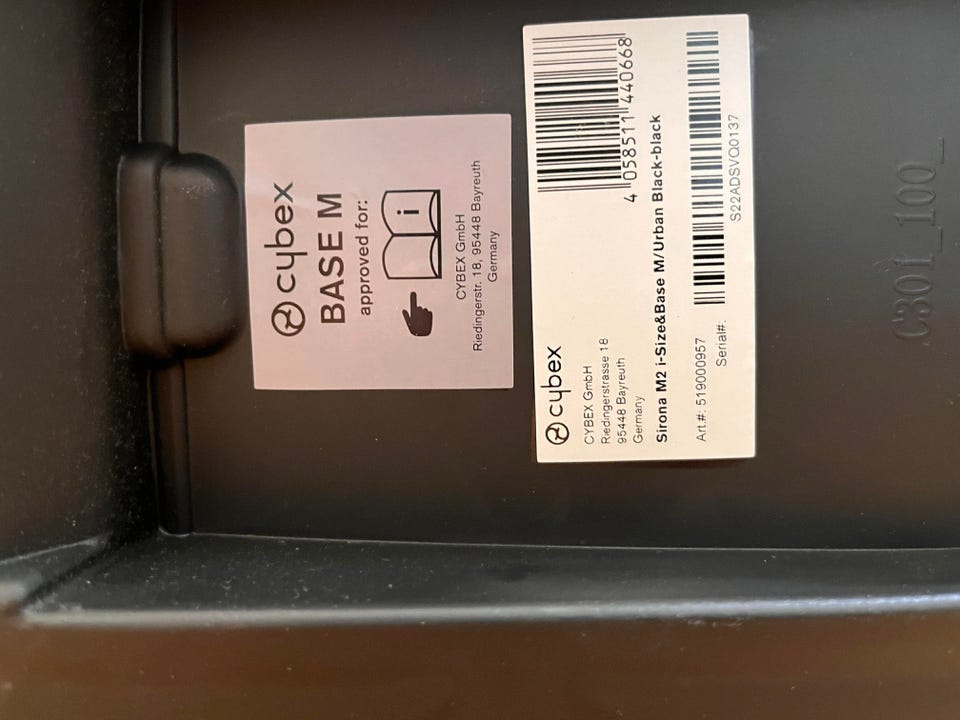 cybex
BASE M
approved for:
i
CYBEX GmbH
Riedingerstr. 18, 95448 Bayreuth
Germany
cybex
CYBEX GmbH
Riedingerstrasse 18
95448 Bayreuth
Germany
4 058511 440668
Sirona M2 i-Size&Base M/Urban Black-black
Art.#: 519000957
Serial#:
S22ADSVQ0137
C301_100_